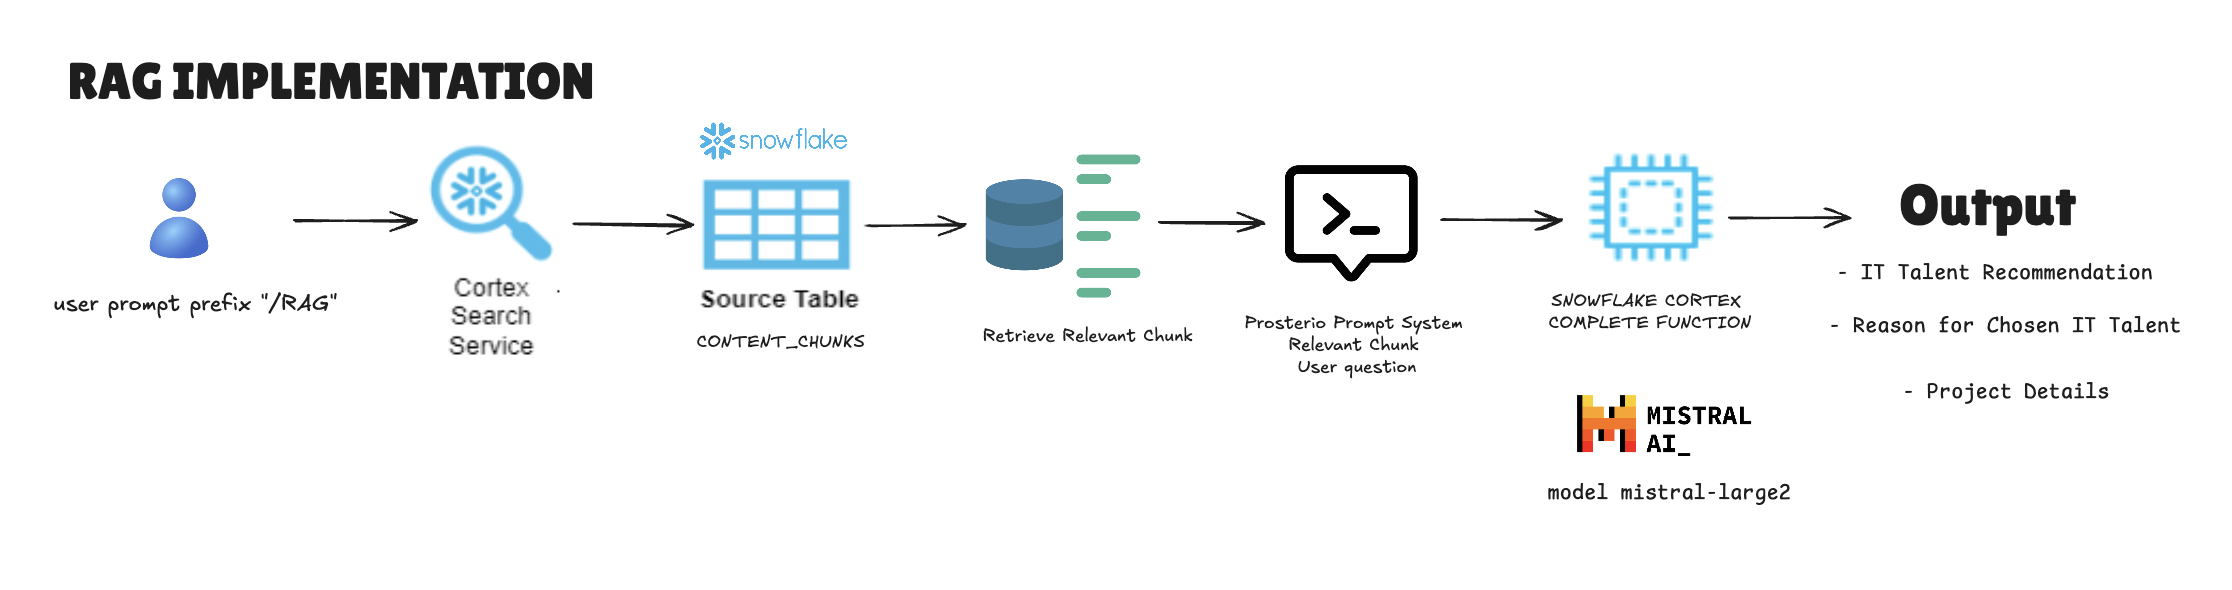 RAG IMPLEMENTATION
user prompt prefix "/RAG"
Cortex
Search
Service
snowflake
Source Table
CONTENT_CHUNKS
Retrieve Relevant Chunk
Prosterio Prompt System
Relevant Chunk
User question
SNOWFLAKE CORTEX
COMPLETE FUNCTION
MISTRAL
AI_
model mistral-large2
Output
- IT Talent Recommendation
- Reason for Chosen IT Talent
- Project Details